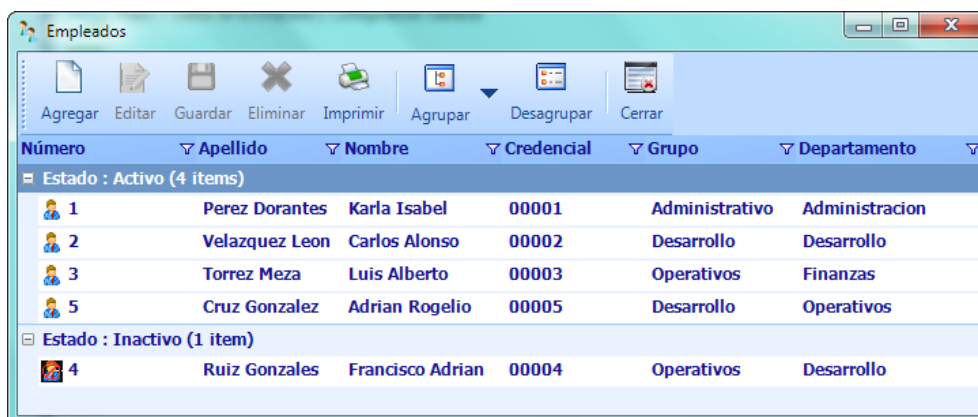 Empleados
Agregar Editar Guardar Eliminar Imprimir Agrupar Desagrupar Cerrar
Número Apellido Nombre Credencial Grupo Departamento
Estado : Activo (4 items)
1 Perez Dorantes Karla Isabel 00001 Administrativo Administracion
2 Velazquez Leon Carlos Alonso 00002 Desarrollo Desarrollo
3 Torrez Meza Luis Alberto 00003 Operativos Finanzas
5 Cruz Gonzalez Adrian Rogelio 00005 Desarrollo Operativos
Estado : Inactivo (1 item)
4 Ruiz Gonzales Francisco Adrian 00004 Operativos Desarrollo